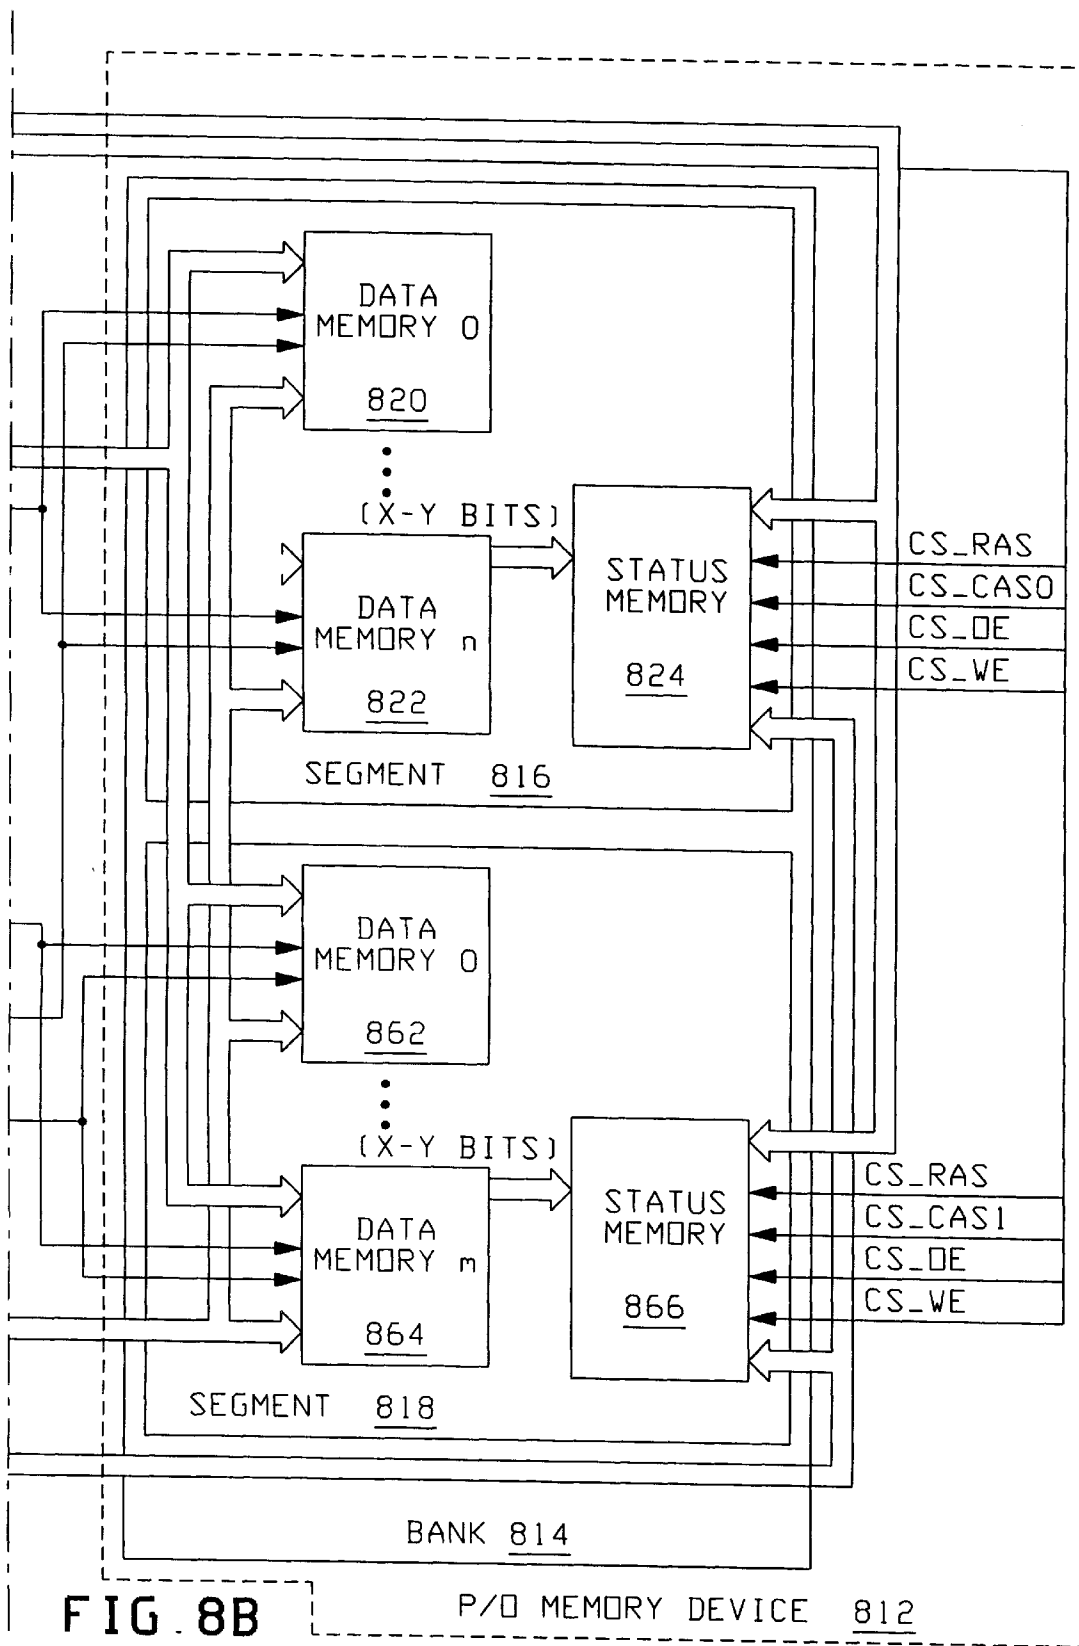 DATA
MEMORY 0
820
(X-Y BITS)
DATA
MEMORY n
822
STATUS
MEMORY
824
CS_RAS
CS_CAS0
CS_OE
CS_WE
SEGMENT 816
DATA
MEMORY 0
862
(X-Y BITS)
DATA
MEMORY m
864
STATUS
MEMORY
866
CS_RAS
CS_CAS1
CS_OE
CS_WE
SEGMENT 818
BANK 814
FIG. 8B
P/O MEMORY DEVICE 812